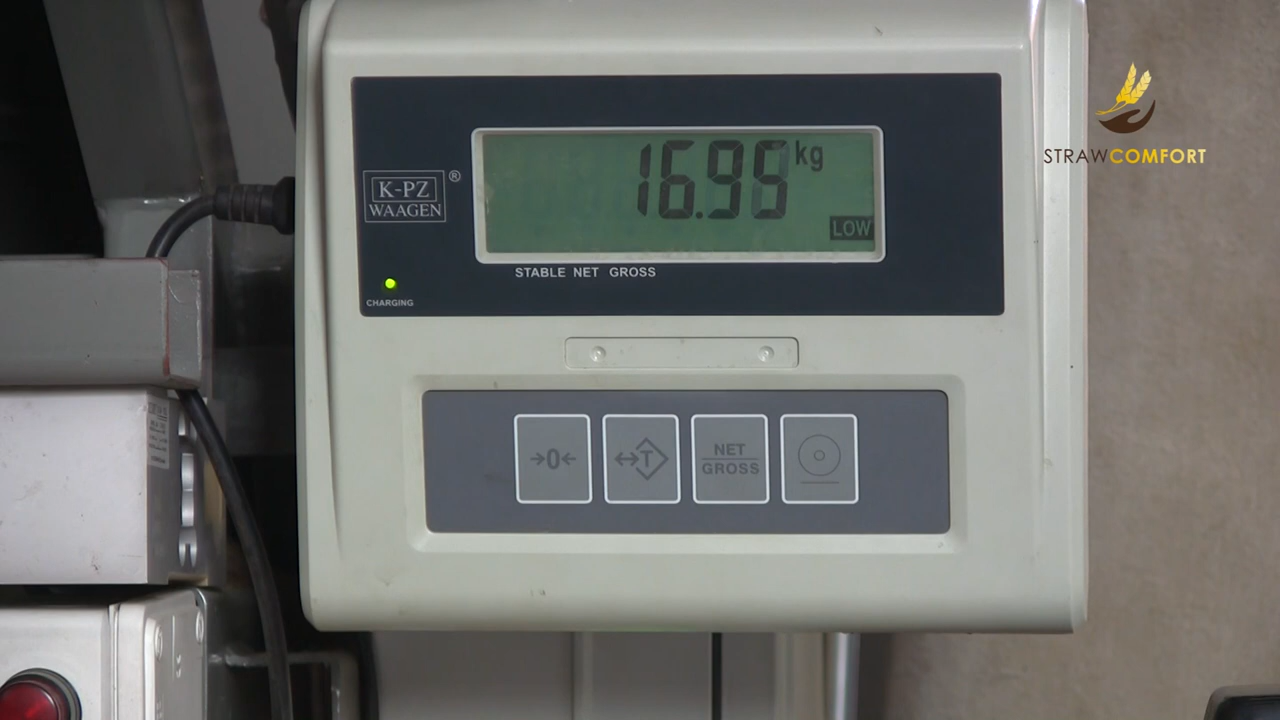 STRAWCOMFORT
16.95 kg
K-PZ ®
WAAGEN
LOW
STABLE NET GROSS
CHARGING
→0←
↔T
NET
GROSS